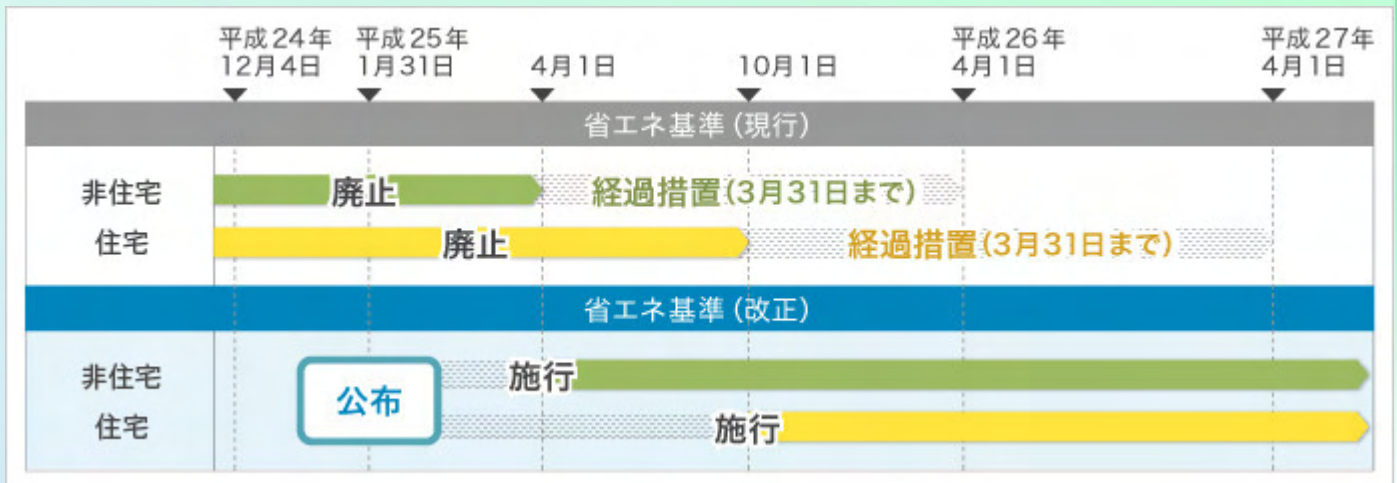 平成24年
12月4日
平成25年
1月31日
4月1日
10月1日
平成26年
4月1日
平成27年
4月1日
省エネ基準(現行)
非住宅
廃止
経過措置(3月31日まで)
住宅
廃止
経過措置(3月31日まで)
省エネ基準(改正)
非住宅
施行
公布
住宅
施行